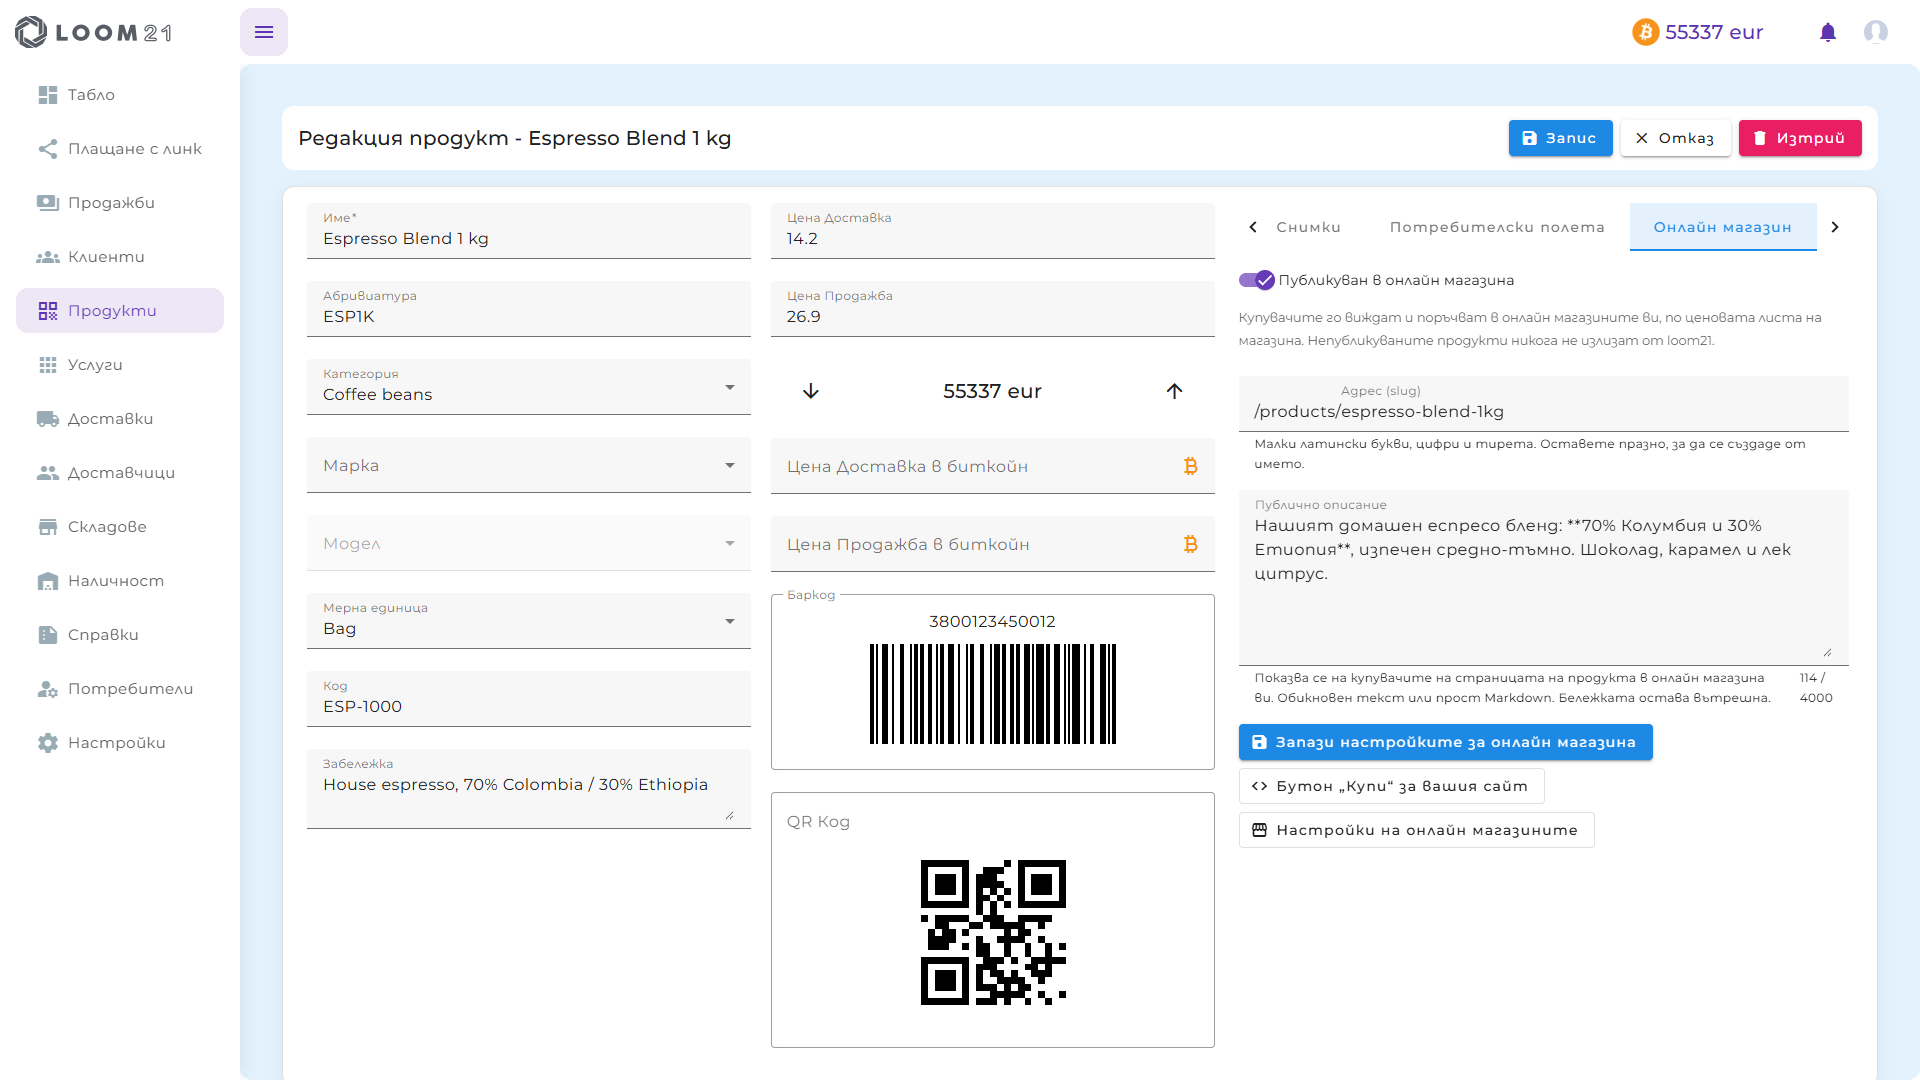 LOOM21
55337 eur
Табло
Плащане с линк
Продажби
Клиенти
Продукти
Услуги
Доставки
Доставчици
Складове
Наличност
Справки
Потребители
Настройки
Редакция продукт - Espresso Blend 1 kg
Запис
Отказ
Изтрий
Име*
Espresso Blend 1 kg
Абривиатура
ESP1K
Категория
Coffee beans
Марка
Модел
Мерна единица
Bag
Код
ESP-1000
Забележка
House espresso, 70% Colombia / 30% Ethiopia
Цена Доставка
14.2
Цена Продажба
26.9
55337 eur
Цена Доставка в биткойн
Цена Продажба в биткойн
Баркод
3800123450012
QR Код
Снимки
Потребителски полета
Онлайн магазин
Публикуван в онлайн магазина
Купувачите го виждат и поръчват в онлайн магазините ви, по ценовата листа на
магазина. Непубликуваните продукти никога не излизат от loom21.
Адрес (slug)
/products/espresso-blend-1kg
Малки латински букви, цифри и тирета. Оставете празно, за да се създаде от
името.
Публично описание
Нашият домашен еспресо бленд: **70% Колумбия и 30%
Етиопия**, изпечен средно-тъмно. Шоколад, карамел и лек
цитрус.
Показва се на купувачите на страницата на продукта в онлайн магазина
ви. Обикновен текст или прост Markdown. Бележката остава вътрешна.
114 /
4000
Запази настройките за онлайн магазина
Бутон „Купи“ за вашия сайт
Настройки на онлайн магазините